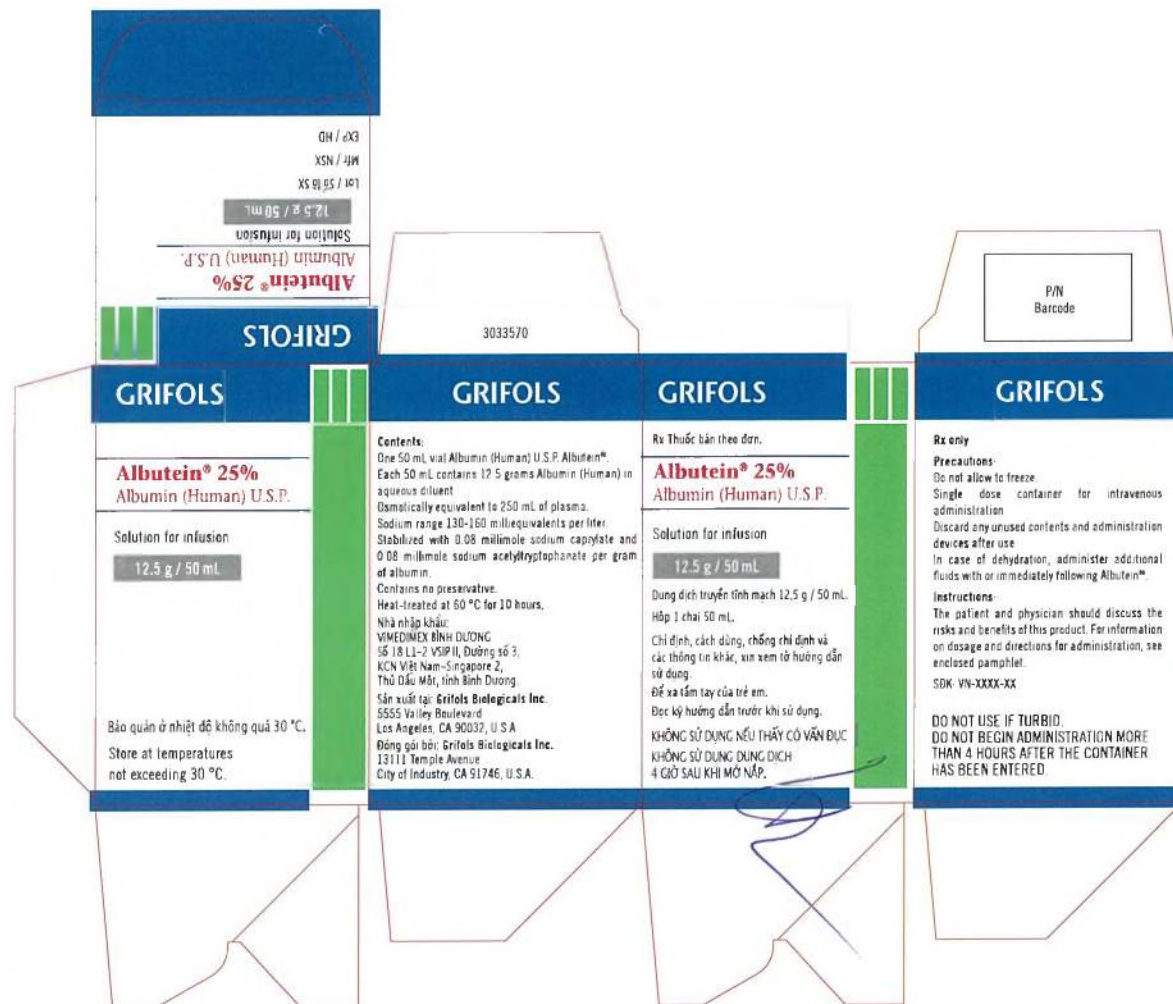 EXP / HD
Mfr / NSX
Lot / Số lô SX
12.5 g / 50 mL
Solution for infusion
Albumin (Human) U.S.P.
Albutein® 25%
GRIFOLS
3033570
P/N
Barcode
GRIFOLS
Albutein® 25%
Albumin (Human) U.S.P.
Solution for infusion
12.5 g / 50 mL
Bảo quản ở nhiệt độ không quá 30 °C.
Store at temperatures
not exceeding 30 °C.
GRIFOLS
Contents:
One 50 mL vial Albumin (Human) U.S.P. Albutein®.
Each 50 mL contains 12 5 grams Albumin (Human) in
aqueous diluent
Osmotically equivalent to 250 mL of plasma.
Sodium range 130-160 milliequivalents per liter.
Stabilized with 0.08 millimole sodium caprylate and
0 08 millimole sodium acetyltryptophanate per gram
of albumin.
Contains no preservative.
Heat-treated at 60 °C for 10 hours.
Nhà nhập khẩu:
VIMEDIMEX BÌNH DƯƠNG
Số 18 L1-2 VSIP II, Đường số 3,
KCN Việt Nam-Singapore 2,
Thủ Dầu Một, tỉnh Bình Dương.
Sản xuất tại: Grifols Biologicals Inc.
5555 Valley Boulevard
Los Angeles, CA 90032, U S A
Đóng gói bởi: Grifols Biologicals Inc.
13111 Temple Avenue
City of Industry, CA 91746, U.S.A.
GRIFOLS
Rx Thuốc bán theo đơn.
Albutein® 25%
Albumin (Human) U.S.P.
Solution for infusion
12.5 g / 50 mL
Dung dịch truyền tĩnh mạch 12,5 g / 50 mL.
Hộp 1 chai 50 mL.
Chỉ định, cách dùng, chống chỉ định và
các thông tin khác, xin xem tờ hướng dẫn
sử dụng.
Để xa tầm tay của trẻ em.
Đọc kỹ hướng dẫn trước khi sử dụng.
KHÔNG SỬ DỤNG NẾU THẤY CÓ VẨN ĐỤC
KHÔNG SỬ DỤNG DUNG DỊCH
4 GIỜ SAU KHI MỞ NẮP.
GRIFOLS
Rx only
Precautions·
Do not allow to freeze.
Single dose container for intravenous
administration
Discard any unused contents and administration
devices after use
In case of dehydration, administer additional
fluids with or immediately following Albutein®.
Instructions·
The patient and physician should discuss the
risks and benefits of this product. For information
on dosage and directions for administration, see
enclosed pamphlet.
SĐK· VN-XXXX-XX
DO NOT USE IF TURBID.
DO NOT BEGIN ADMINISTRATION MORE
THAN 4 HOURS AFTER THE CONTAINER
HAS BEEN ENTERED.